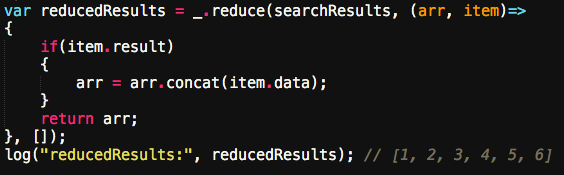 var reducedResults = _.reduce(searchResults, (arr, item)=>
{
    if(item.result)
    {
        arr = arr.concat(item.data);
    }
    return arr;
}, []);
log("reducedResults:", reducedResults); // [1, 2, 3, 4, 5, 6]